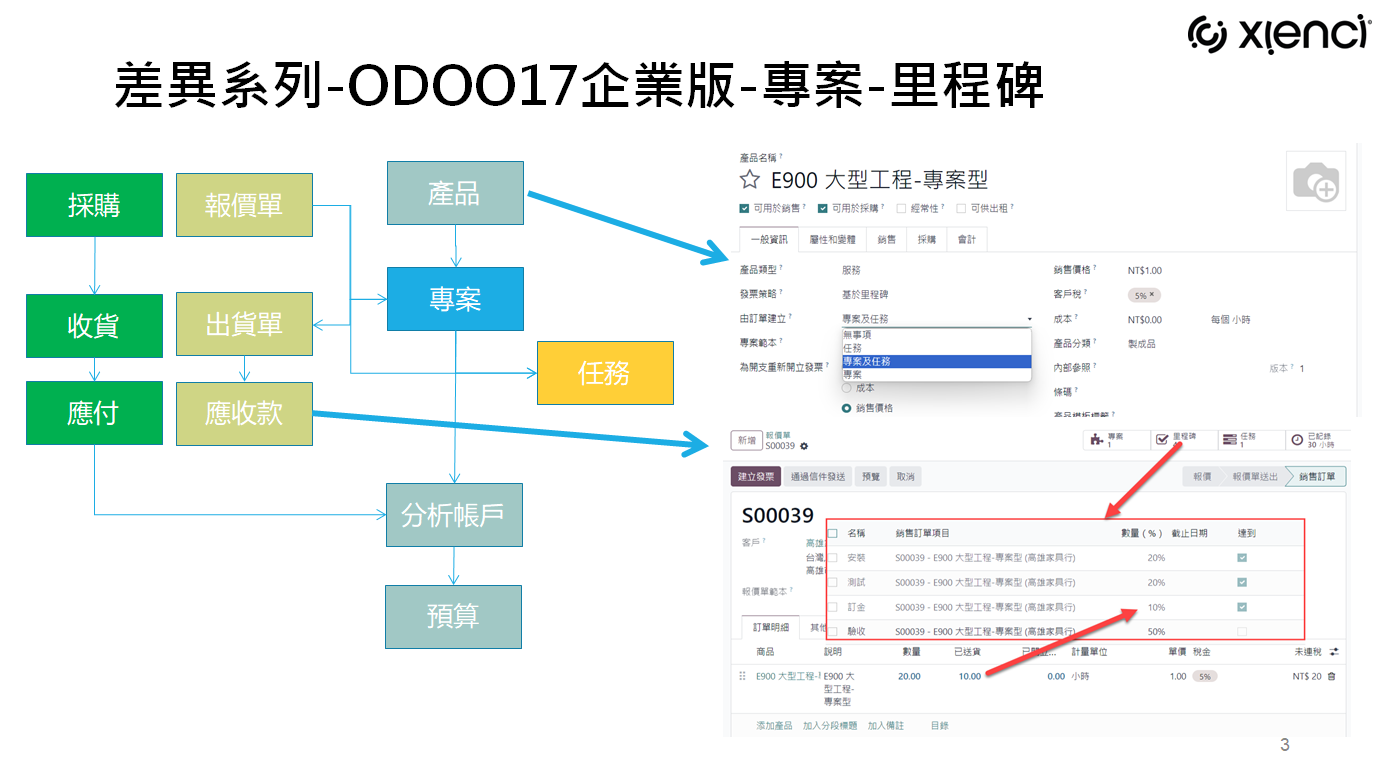 xienci
差異系列-ODOO17企業版-專案-里程碑
採購
報價單
產品
收貨
出貨單
專案
任務
應付
應收款
分析帳戶
預算
產品名稱?
E900 大型工程-專案型
可用於銷售? 可用於採購? 經常性? 可供出租?
一般資訊 屬性和變體 銷售 採購 會計
產品類型? 服務 銷售價格? NT$1.00
發票策略? 基於里程碑 客戶稅? 5% ×
由訂單建立? 專案及任務 成本? NT$0.00 每個 小時
專案範本? 產品分類? 製成品
無事項
任務
專案及任務
專案
為開支重新開立發票? 內部參照? 版本? 1
成本 條碼?
銷售價格
產品模板標籤?
新增 報價單 專案 里程碑 任務 已記錄
S00039 1 1 30 小時
建立發票 通過信件發送 預覽 取消 報價 報價單送出 銷售訂單
S00039
名稱 銷售訂單項目 數量 ( % ) 截止日期 達到
客戶? 高雄
安裝 S00039 - E900 大型工程-專案型 (高雄家具行) 20%
台灣
高雄
測試 S00039 - E900 大型工程-專案型 (高雄家具行) 20%
報價單範本?
訂金 S00039 - E900 大型工程-專案型 (高雄家具行) 10%
訂單明細 其他
驗收 S00039 - E900 大型工程-專案型 (高雄家具行) 50%
商品 說明 數量 已送貨 計量單位 單價 稅金 未連稅
E900 大型工程- E900 大 20.00 10.00 0.00 小時 1.00 5% NT$ 20
型工程-
專案型
添加產品 加入分段標題 加入備註 目錄
3